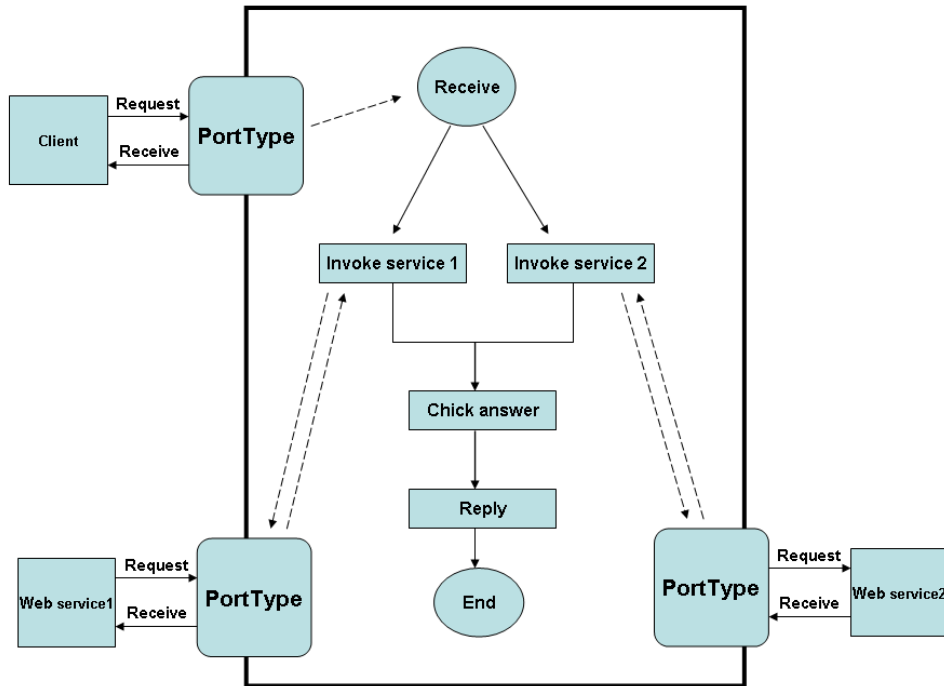 Receive
Request
PortType
Client
Receive
Invoke service 1
Invoke service 2
Chick answer
Reply
Request
PortType
Web service1
Receive
End
PortType
Request
Web service2
Receive